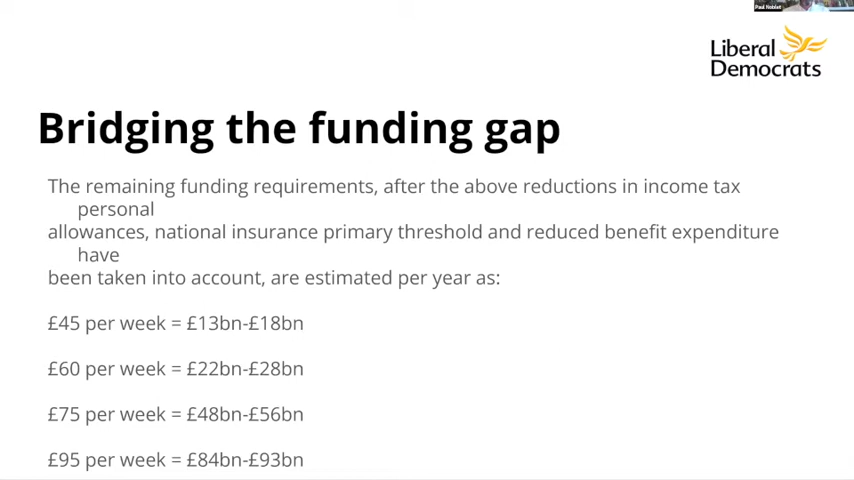 Paul Noblet
Liberal
Democrats
Bridging the funding gap
The remaining funding requirements, after the above reductions in income tax
personal
allowances, national insurance primary threshold and reduced benefit expenditure
have
been taken into account, are estimated per year as:
£45 per week = £13bn-£18bn
£60 per week = £22bn-£28bn
£75 per week = £48bn-£56bn
£95 per week = £84bn-£93bn